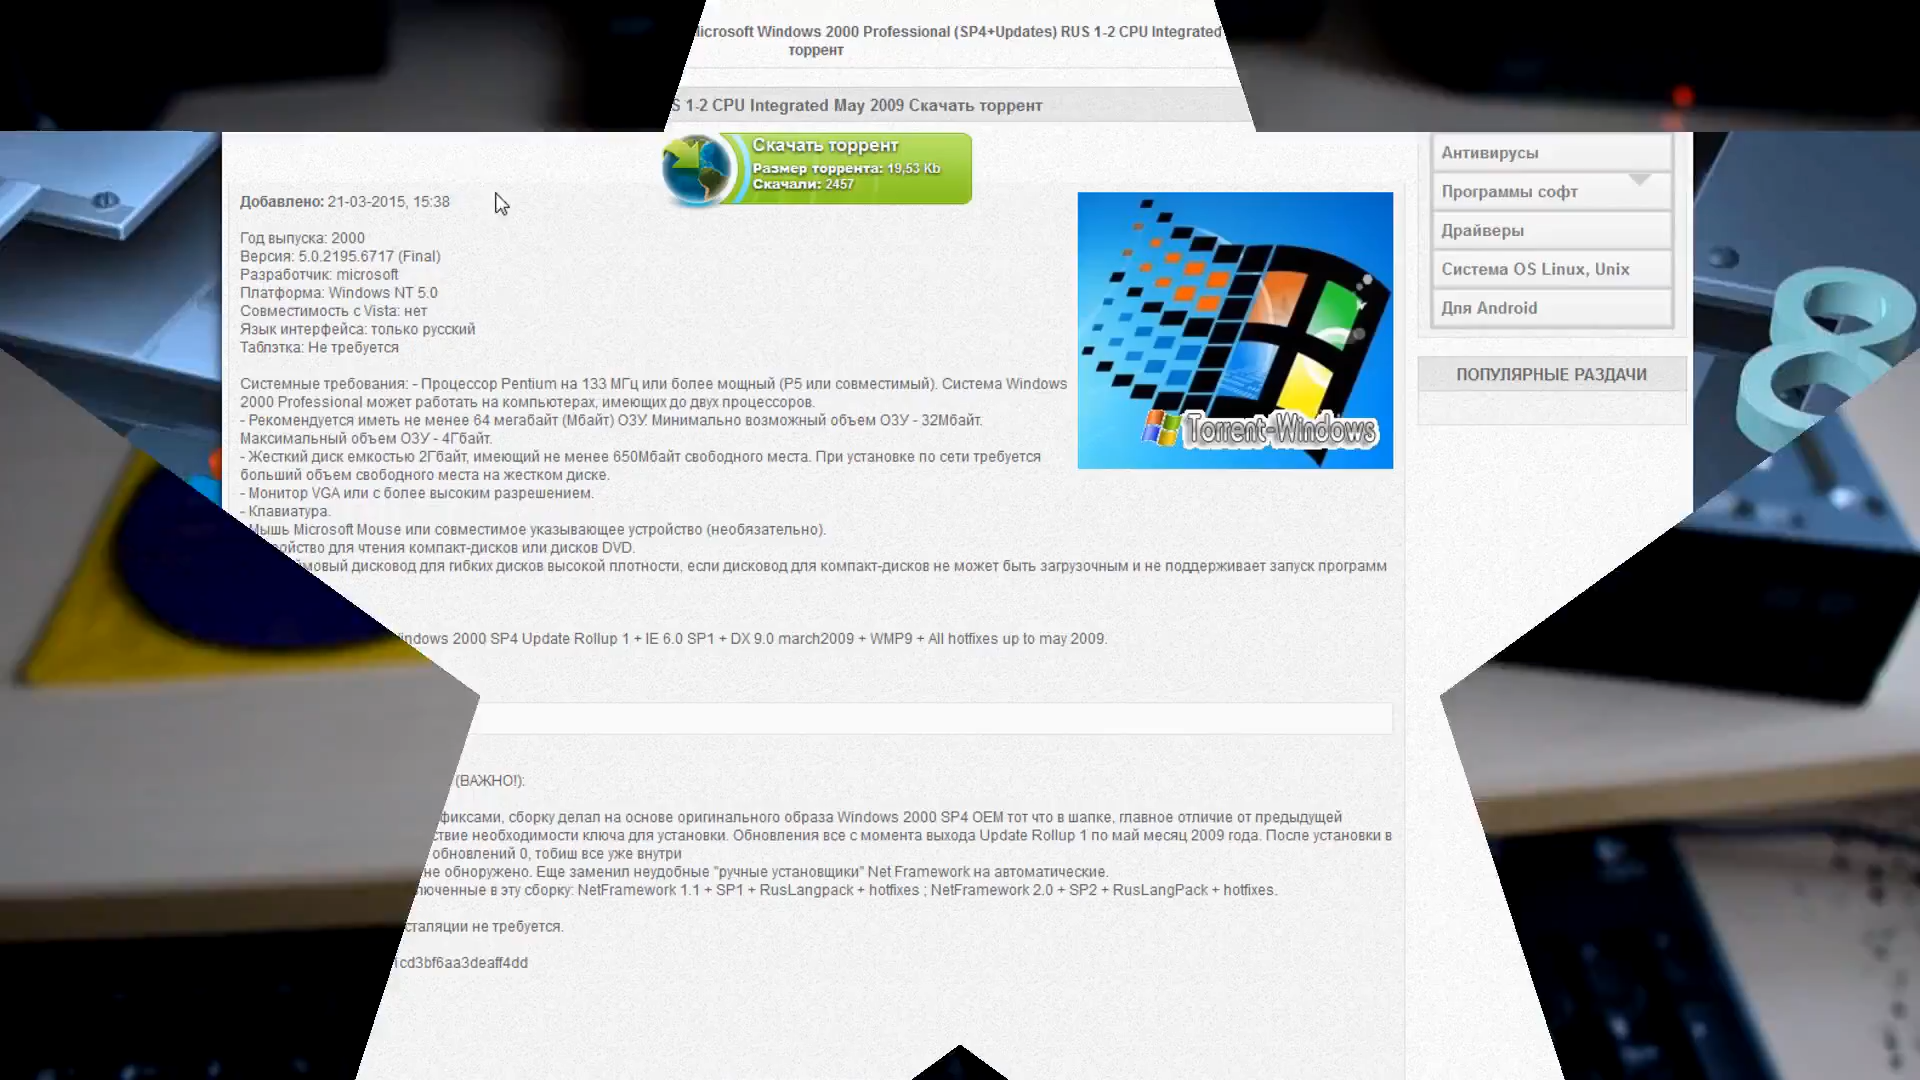 Microsoft Windows 2000 Professional (SP4+Updates) RUS 1-2 CPU Integrated
торрент
1-2 CPU Integrated May 2009 Скачать торрент
Скачать торрент
Размер торрента: 19,53 Kb
Скачали: 2457
Добавлено: 21-03-2015, 15:38
Год выпуска: 2000
Версия: 5.0.2195.6717 (Final)
Разработчик: microsoft
Платформа: Windows NT 5.0
Совместимость с Vista: нет
Язык интерфейса: только русский
Таблэтка: Не требуется
Системные требования: - Процессор Pentium на 133 МГц или более мощный (P5 или совместимый). Система Windows
2000 Professional может работать на компьютерах, имеющих до двух процессоров.
- Рекомендуется иметь не менее 64 мегабайт (Мбайт) ОЗУ. Минимально возможный объем ОЗУ - 32Мбайт.
Максимальный объем ОЗУ - 4Гбайт.
- Жесткий диск емкостью 2Гбайт, имеющий не менее 650Мбайт свободного места. При установке по сети требуется
больший объем свободного места на жестком диске.
- Монитор VGA или с более высоким разрешением.
- Клавиатура.
Мышь Microsoft Mouse или совместимое указывающее устройство (необязательно).
для чтения компакт-дисков или дисков DVD.
дисковод для гибких дисков высокой плотности, если дисковод для компакт-дисков не может быть загрузочным и не поддерживает запуск программ
Windows 2000 SP4 Update Rollup 1 + IE 6.0 SP1 + DX 9.0 march2009 + WMP9 + All hotfixes up to may 2009.
(ВАЖНО!):
фиксами, сборку делал на основе оригинального образа Windows 2000 SP4 OEM тот что в шапке, главное отличие от предыдущей
необходимости ключа для установки. Обновления все с момента выхода Update Rollup 1 по май месяц 2009 года. После установки в
обновлений 0, тобиш все уже внутри
не обнаружено. Еще заменил неудобные "ручные установщики" Net Framework на автоматические.
в эту сборку: NetFramework 1.1 + SP1 + RusLangpack + hotfixes ; NetFramework 2.0 + SP2 + RusLangPack + hotfixes.
не требуется.
1cd3bf6aa3deaff4dd
Torrent-Windows
Антивирусы
Программы софт
Драйверы
Система OS Linux, Unix
Для Android
ПОПУЛЯРНЫЕ РАЗДАЧИ